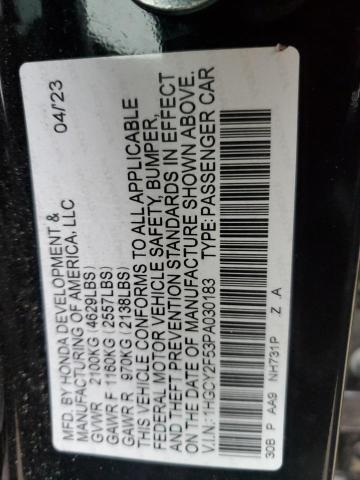 MFD. BY HONDA DEVELOPMENT & 04/23
MANUFACTURING OF AMERICA, LLC
GVWR 2100KG (4629LBS)
GAWR F 1160KG (2557LBS)
GAWR R 970KG (2138LBS)
THIS VEHICLE CONFORMS TO ALL APPLICABLE
FEDERAL MOTOR VEHICLE SAFETY, BUMPER,
AND THEFT PREVENTION STANDARDS IN EFFECT
ON THE DATE OF MANUFACTURE SHOWN ABOVE.
V.I.N.: 1HGCY2F53PA030183 TYPE: PASSENGER CAR
30B P AA9 NH731P Z A